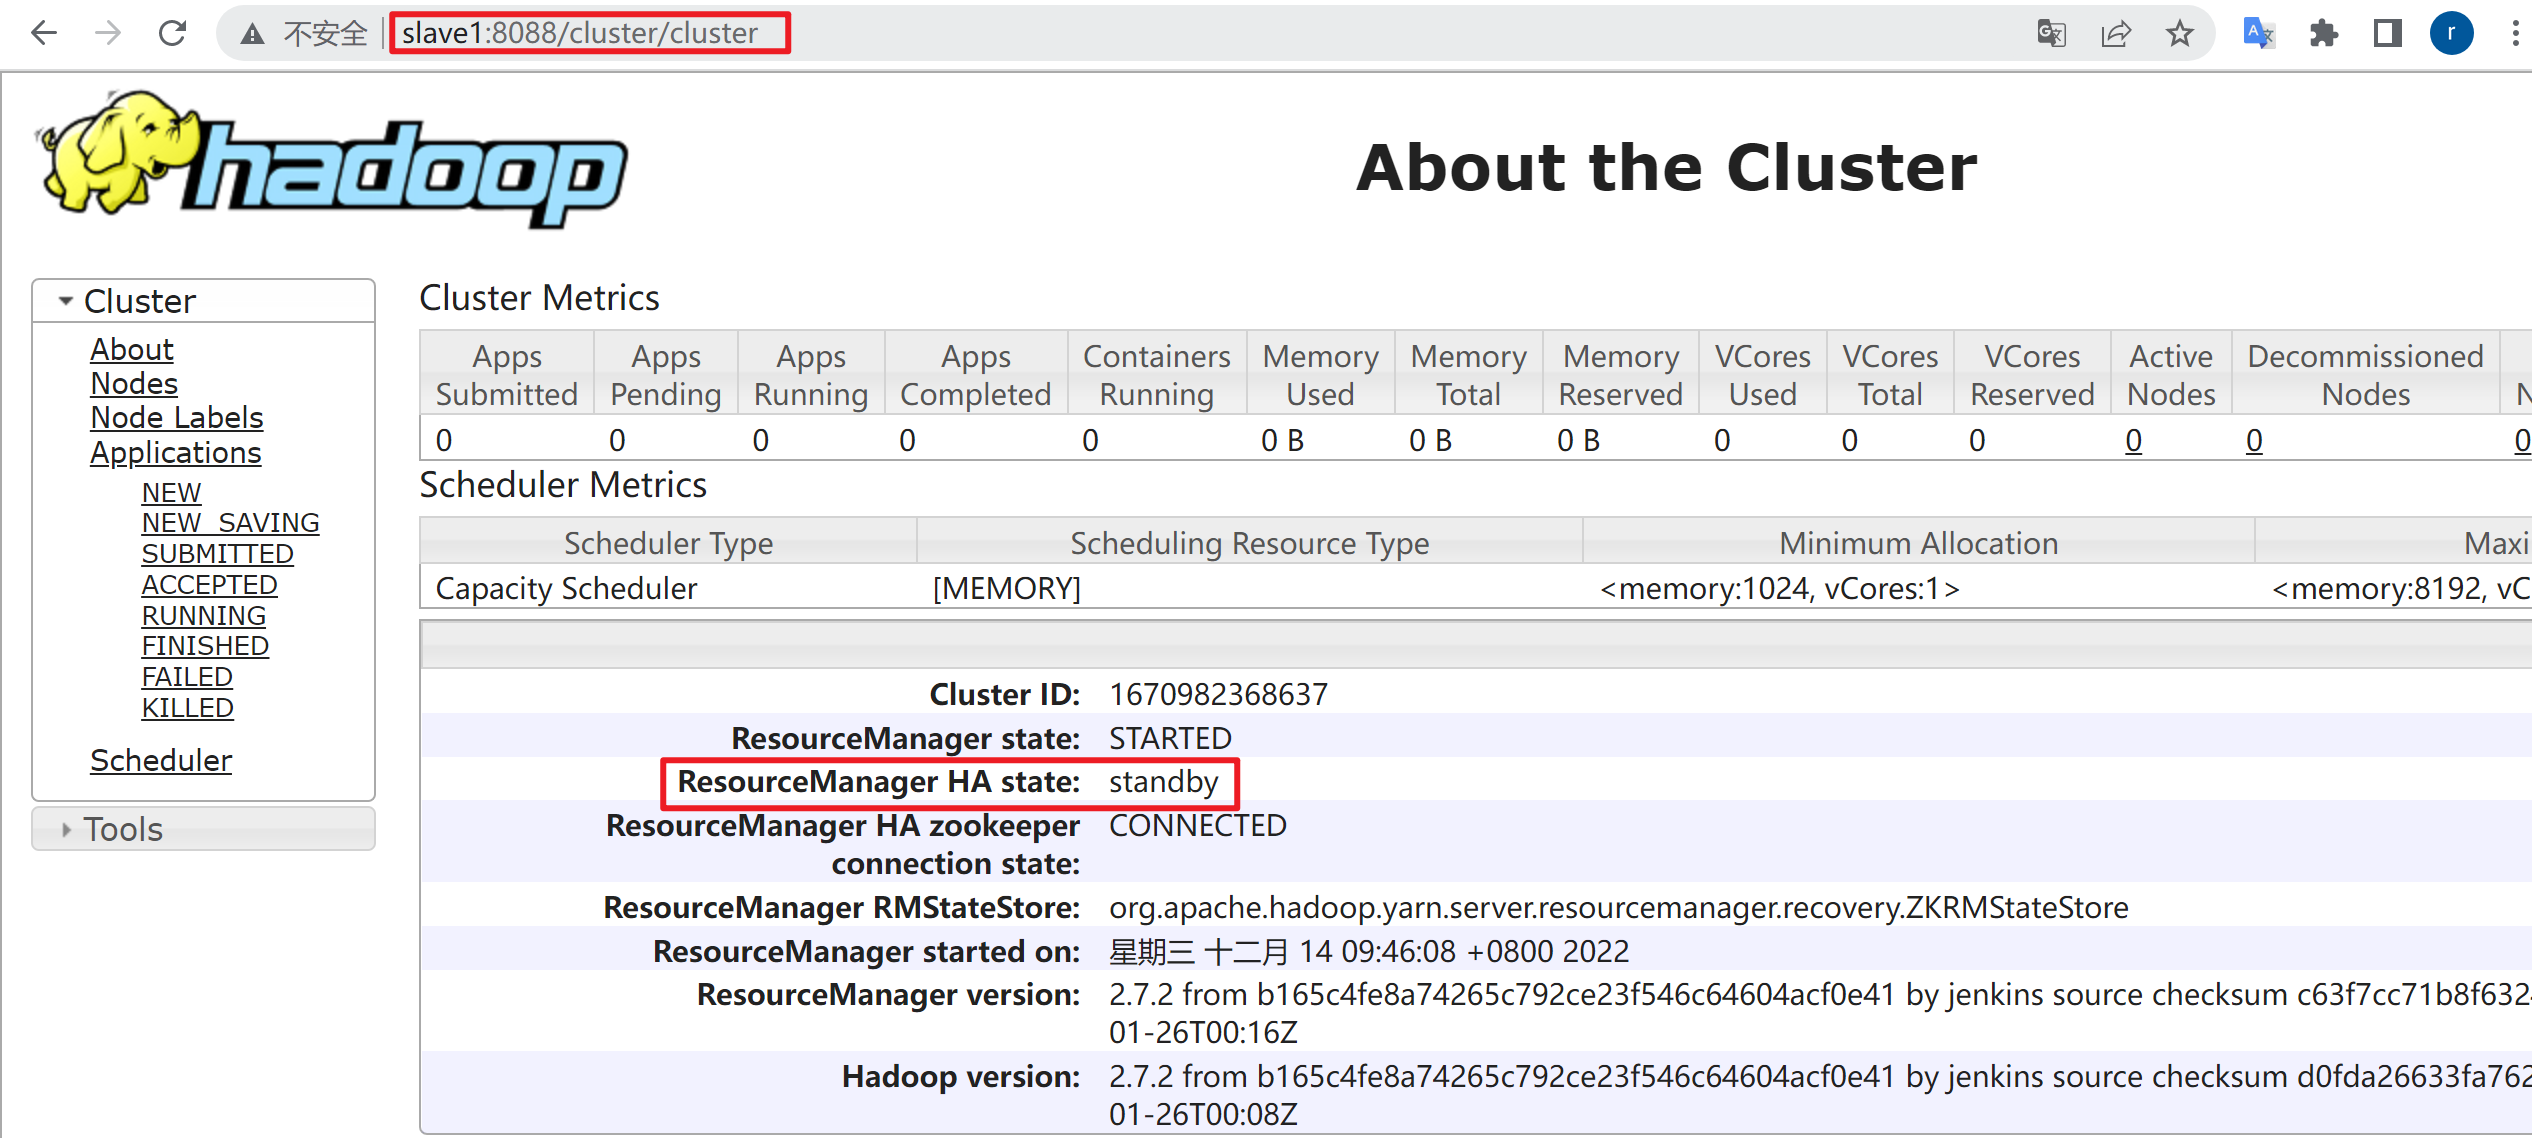 不安全 slave1:8088/cluster/cluster r
hadoop
About the Cluster
Cluster
About
Nodes
Node Labels
Applications
NEW
NEW_SAVING
SUBMITTED
ACCEPTED
RUNNING
FINISHED
FAILED
KILLED
Scheduler
Tools
Cluster Metrics
Apps Submitted Apps Pending Apps Running Apps Completed Containers Running Memory Used Memory Total Memory Reserved VCores Used VCores Total VCores Reserved Active Nodes Decommissioned Nodes N
0 0 0 0 0 0 B 0 B 0 B 0 0 0 0 0 0
Scheduler Metrics
Scheduler Type Scheduling Resource Type Minimum Allocation Maxi
Capacity Scheduler [MEMORY] <memory:1024, vCores:1> <memory:8192, vC
Cluster ID: 1670982368637
ResourceManager state: STARTED
ResourceManager HA state: standby
ResourceManager HA zookeeper connection state: CONNECTED
ResourceManager RMStateStore: org.apache.hadoop.yarn.server.resourcemanager.recovery.ZKRMStateStore
ResourceManager started on: 星期三 十二月 14 09:46:08 +0800 2022
ResourceManager version: 2.7.2 from b165c4fe8a74265c792ce23f546c64604acf0e41 by jenkins source checksum c63f7cc71b8f632
01-26T00:16Z
Hadoop version: 2.7.2 from b165c4fe8a74265c792ce23f546c64604acf0e41 by jenkins source checksum d0fda26633fa762
01-26T00:08Z